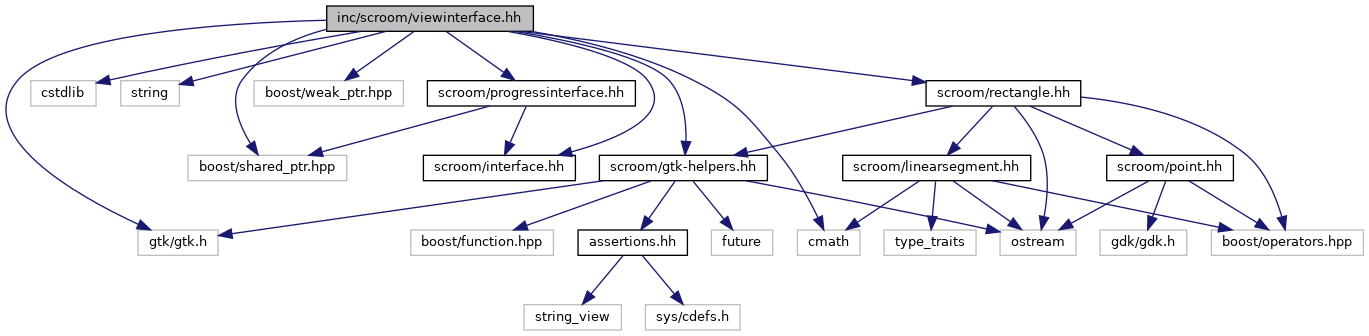 inc/scroom/viewinterface.hh
cstdlib
string
boost/weak_ptr.hpp
scroom/progressinterface.hh
scroom/rectangle.hh
boost/shared_ptr.hpp
scroom/interface.hh
scroom/gtk-helpers.hh
scroom/linearsegment.hh
scroom/point.hh
gtk/gtk.h
boost/function.hpp
assertions.hh
future
cmath
type_traits
ostream
gdk/gdk.h
boost/operators.hpp
string_view
sys/cdefs.h